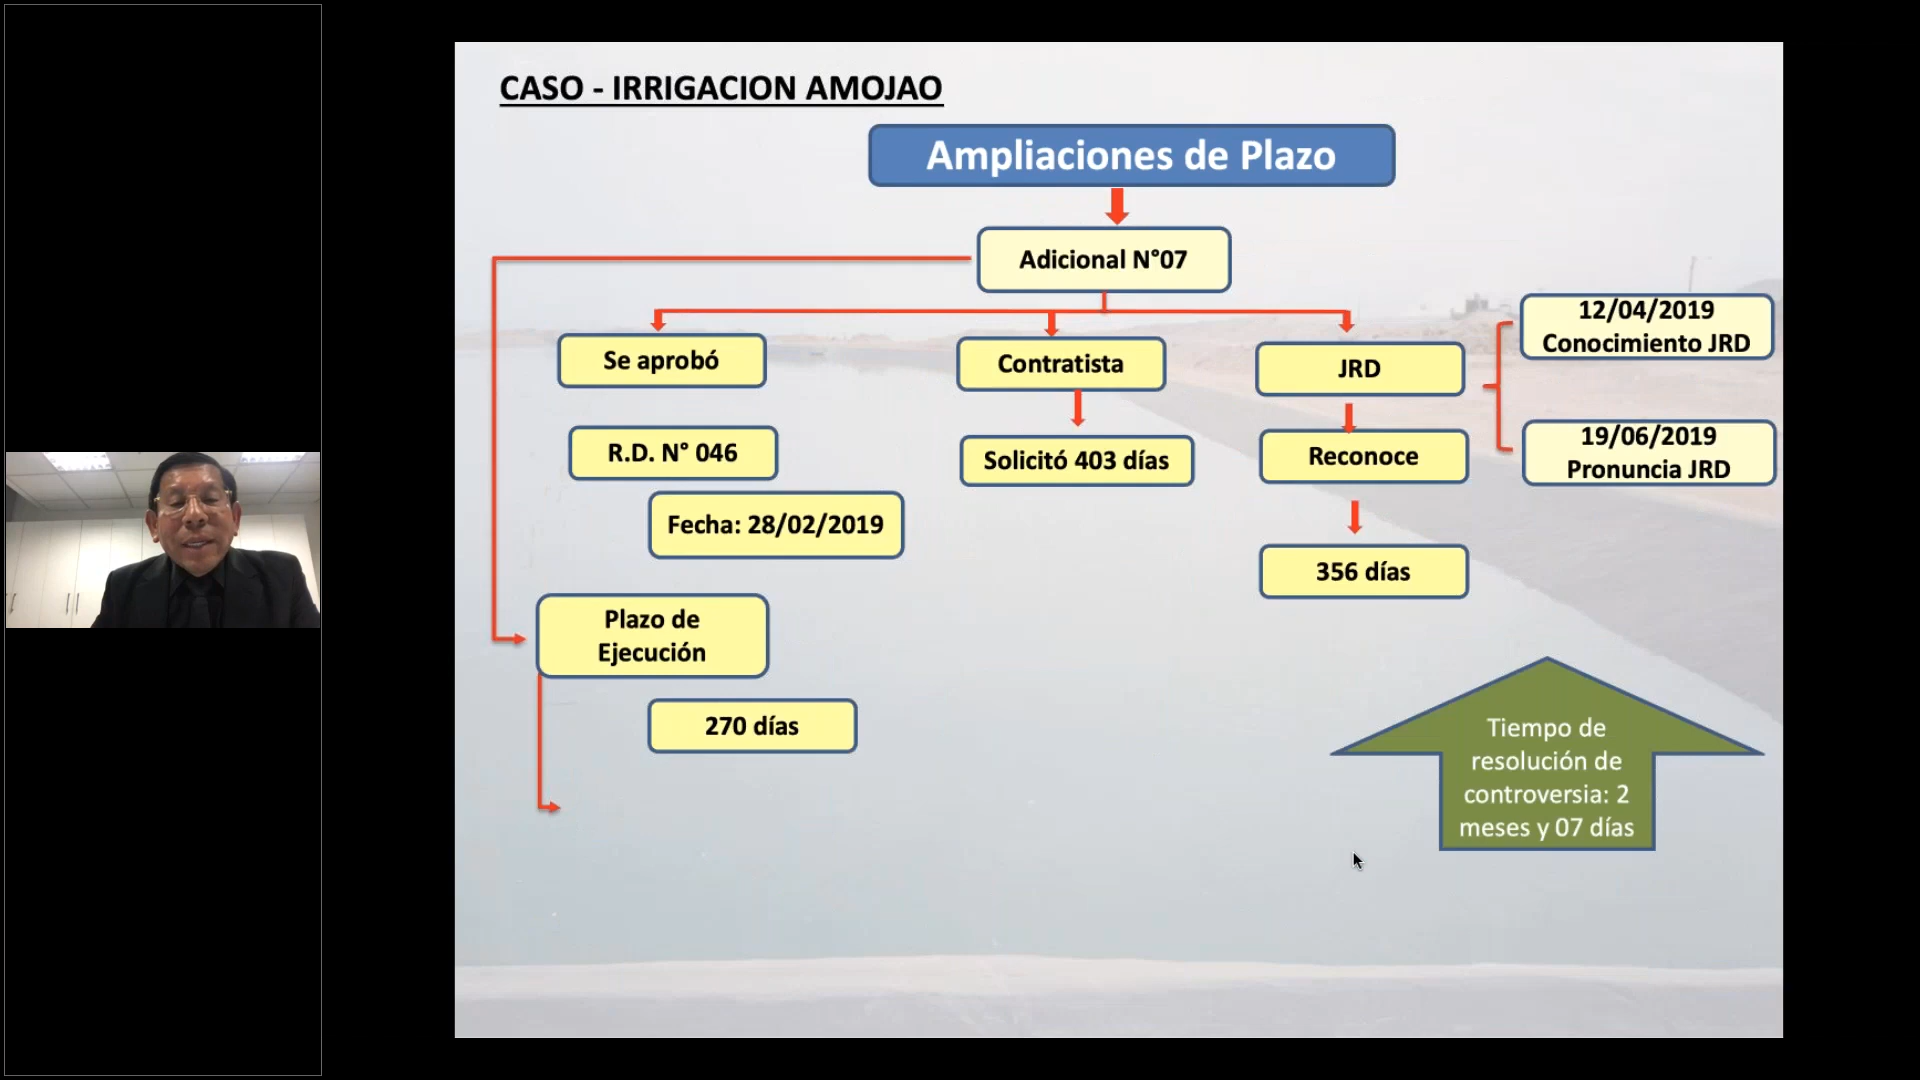 CASO - IRRIGACION AMOJAO
Ampliaciones de Plazo
Adicional N°07
Se aprobó
Contratista
JRD
12/04/2019
Conocimiento JRD
R.D. N° 046
Solicitó 403 días
Reconoce
19/06/2019
Pronuncia JRD
Fecha: 28/02/2019
356 días
Plazo de
Ejecución
270 días
Tiempo de
resolución de
controversia: 2
meses y 07 días